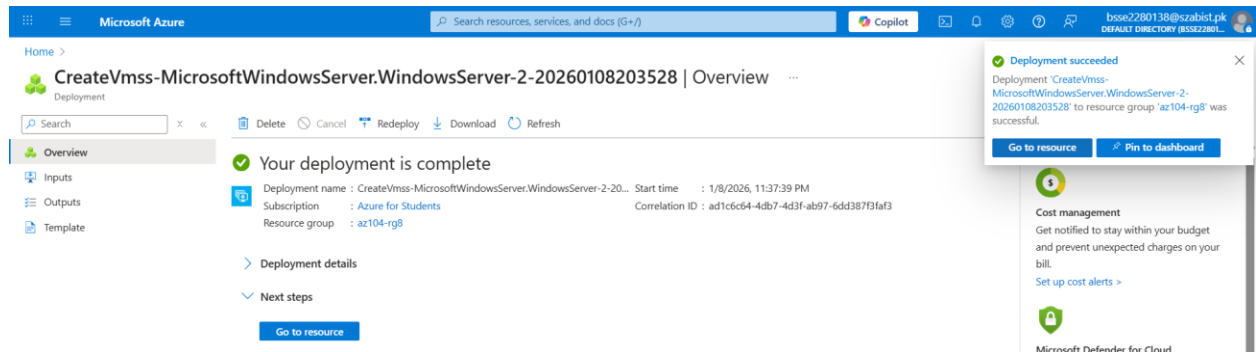 Microsoft Azure
Search resources, services, and docs (G+/)
Copilot
bsse2280138@szabist.pk
DEFAULT DIRECTORY (BSSE22801...
Home >
CreateVmss-MicrosoftWindowsServer.WindowsServer-2-20260108203528 | Overview ...
Deployment
Search
Delete Cancel Redeploy Download Refresh
Overview
Inputs
Outputs
Template
Your deployment is complete
Deployment name : CreateVmss-MicrosoftWindowsServer.WindowsServer-2-20... Start time : 1/8/2026, 11:37:39 PM
Subscription : Azure for Students Correlation ID : ad1c6c64-4db7-4d3f-ab97-6dd387f3faf3
Resource group : az104-rg8
Deployment details
Next steps
Go to resource
Deployment succeeded
Deployment 'CreateVmss-
MicrosoftWindowsServer.WindowsServer-2-
20260108203528' to resource group 'az104-rg8' was
successful.
Go to resource Pin to dashboard
Cost management
Get notified to stay within your budget
and prevent unexpected charges on your
bill.
Set up cost alerts >
Microsoft Defender for Cloud